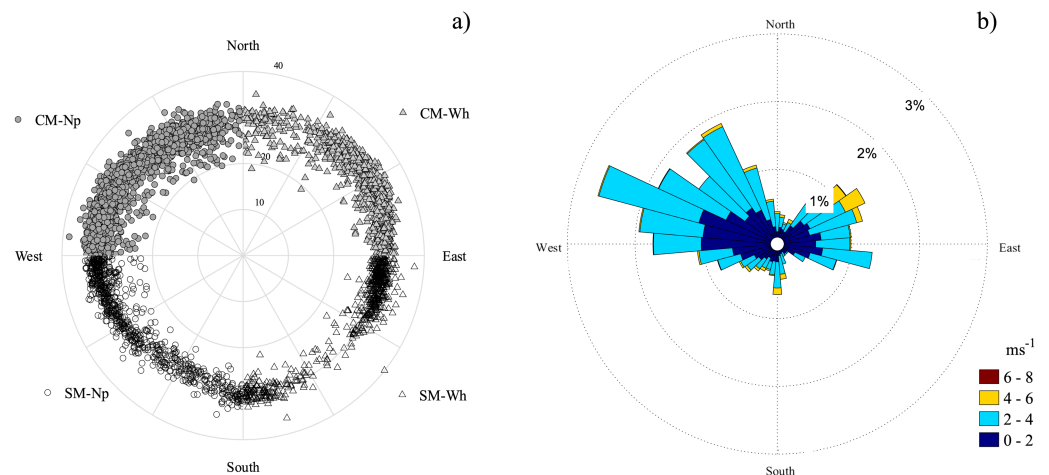 a)
North
40
CM-Np
CM-Wh
20
10
West
East
SM-Np
SM-Wh
South
b)
North
3%
2%
1%
West
East
ms⁻¹
6 - 8
4 - 6
2 - 4
0 - 2
South